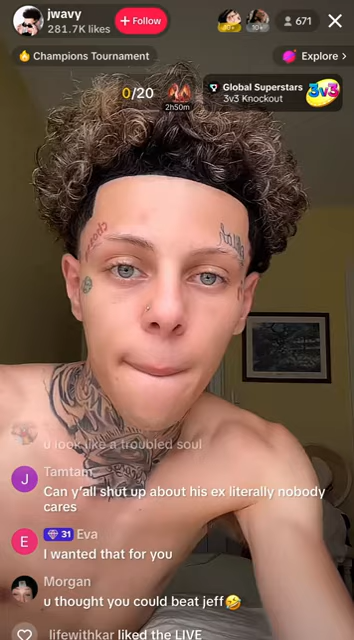 jwavy
281.7K likes
+ Follow
30+
10+
671
Champions Tournament
Explore >
0/20
2h50m
Global Superstars
3v3 Knockout
3v3
u look like a troubled soul
J
Tamtam
Can y'all shut up about his ex literally nobody
cares
E
31 Eva
I wanted that for you
Morgan
u thought you could beat jeff🤣
lifewithkar liked the LIVE